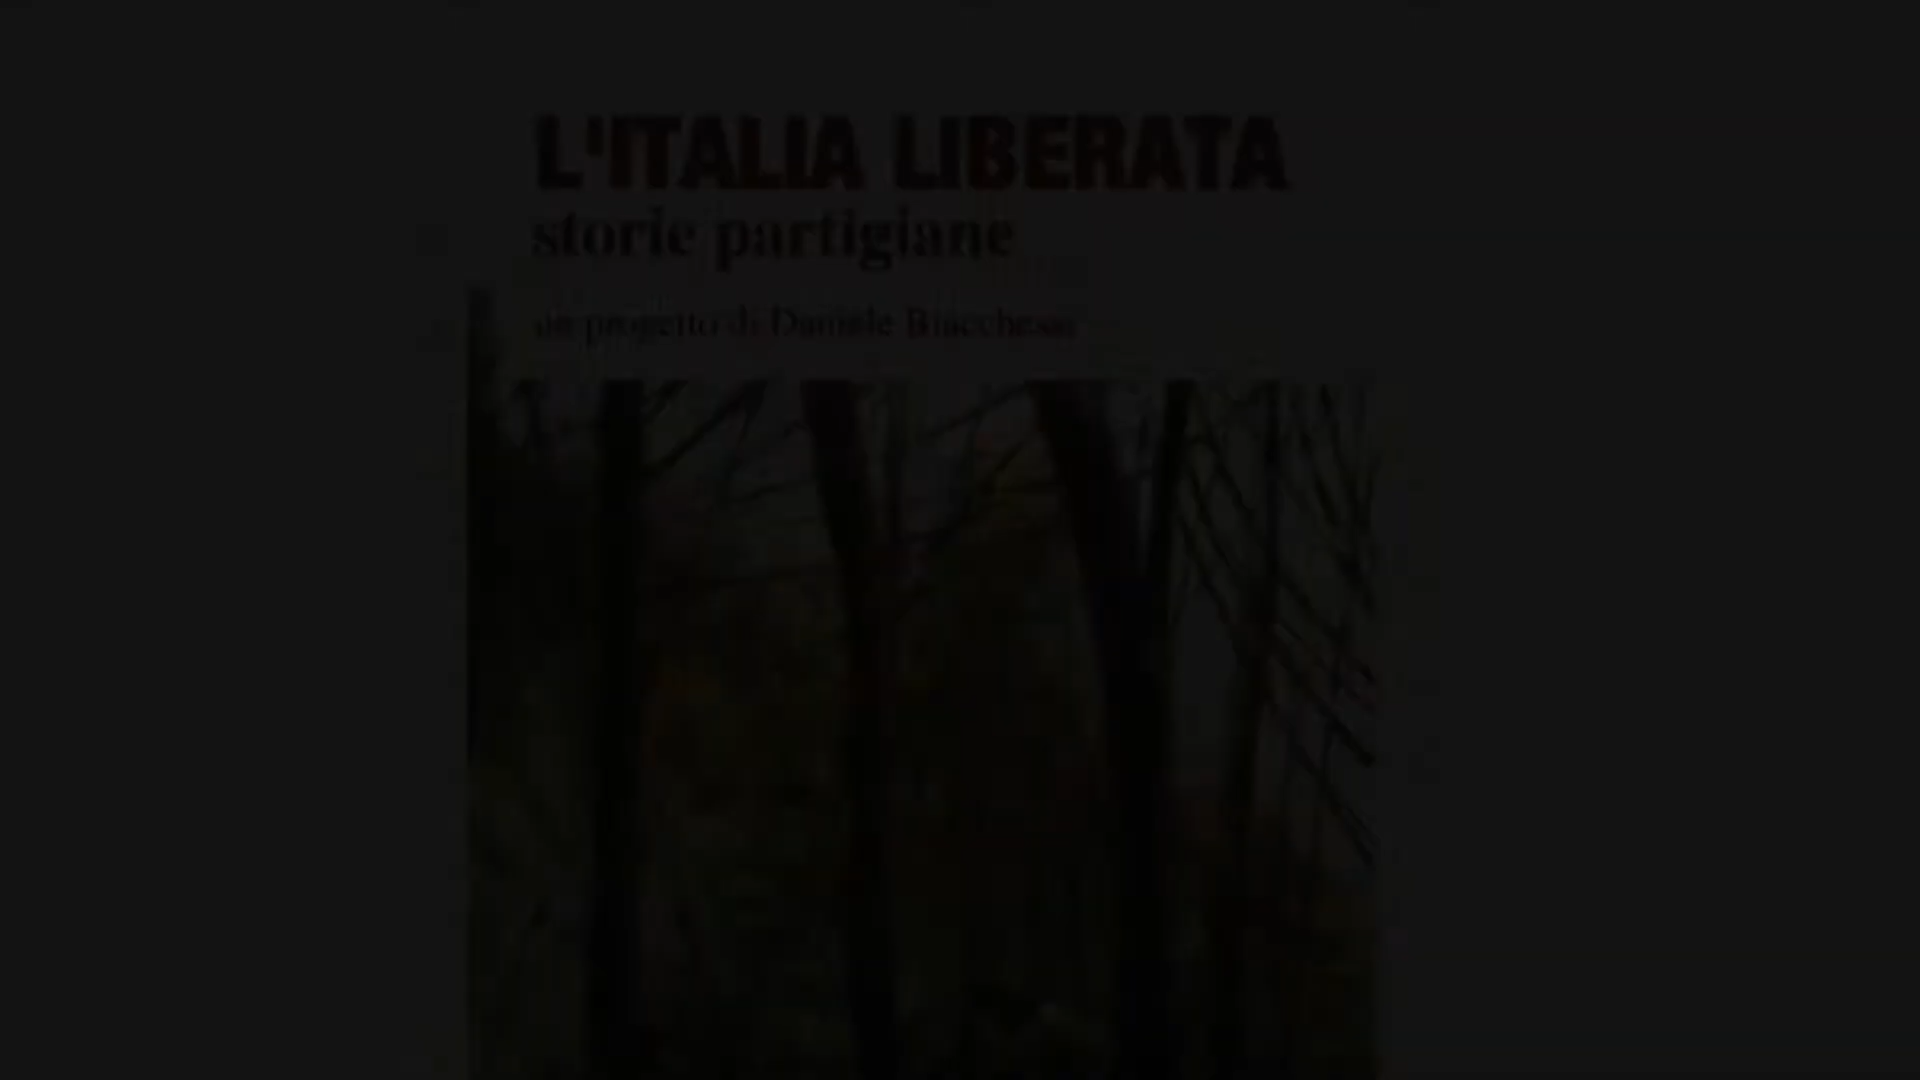 L'ITALIA LIBERATA
storie partigiane
un progetto di Daniele Biacchessi